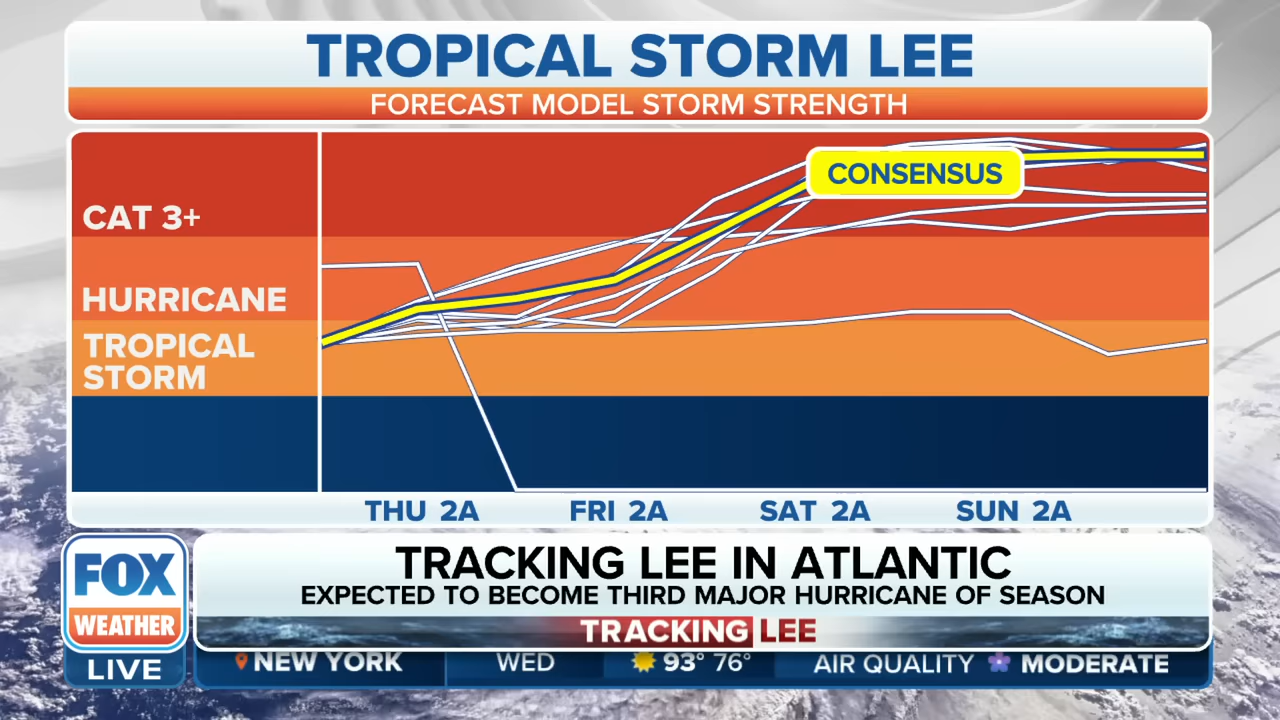 TROPICAL STORM LEE
FORECAST MODEL STORM STRENGTH
CONSENSUS
CAT 3+
HURRICANE
TROPICAL
STORM
THU 2A FRI 2A SAT 2A SUN 2A
FOX
WEATHER
LIVE
TRACKING LEE IN ATLANTIC
EXPECTED TO BECOME THIRD MAJOR HURRICANE OF SEASON
TRACKING LEE
NEW YORK WED 93° 76° AIR QUALITY MODERATE